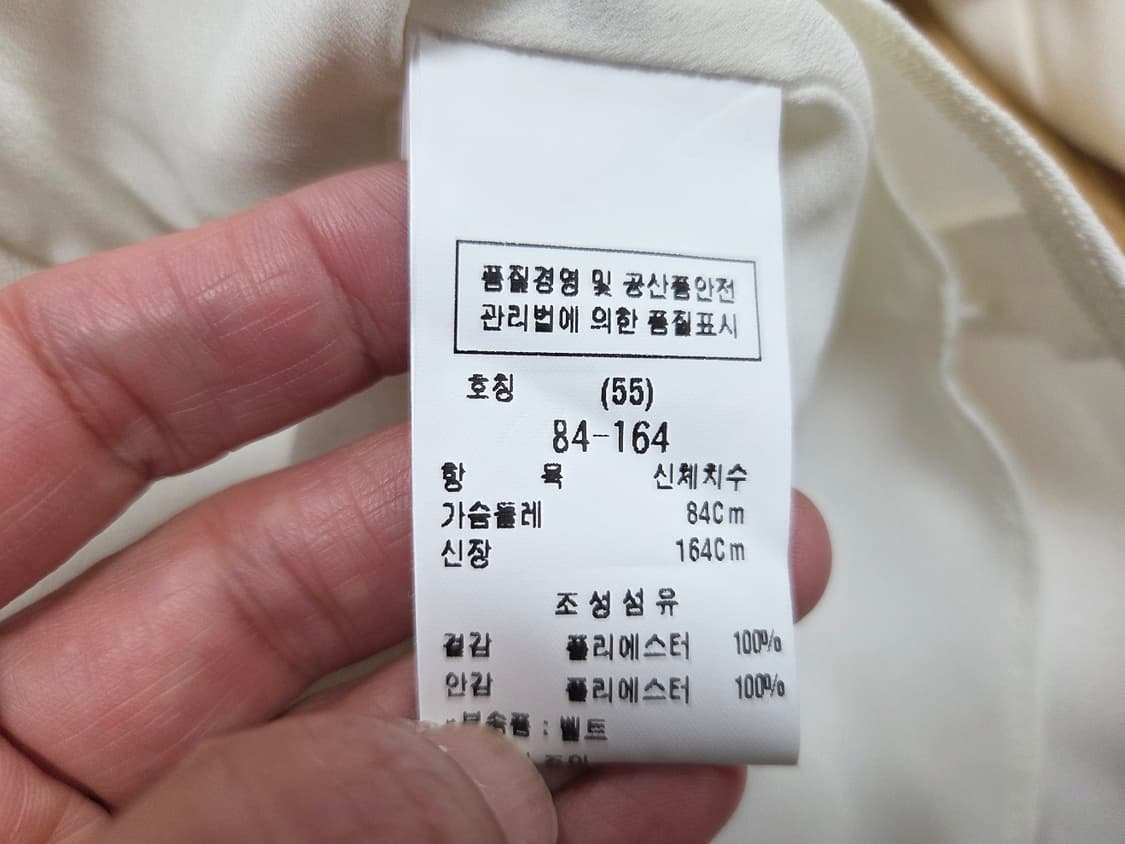 품질경영 및 공산품안전
관리법에 의한 품질표시
호칭 (55)
84-164
항 목 신체치수
가슴둘레 84Cm
신장 164Cm
조성섬유
겉감 폴리에스터 100%
안감 폴리에스터 100%
부속품 : 벨트